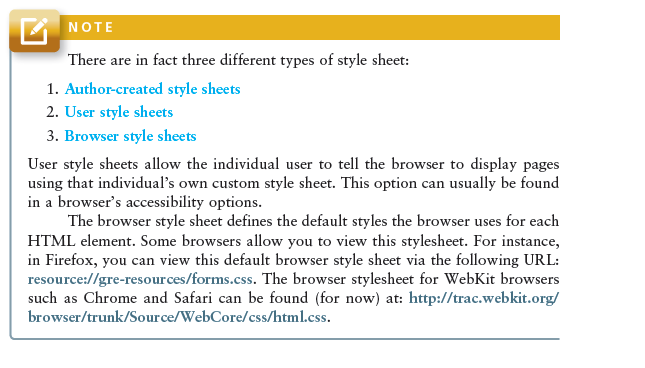 NOTE
There are in fact three different types of style sheet:
1. Author-created style sheets
2. User style sheets
3. Browser style sheets
User style sheets allow the individual user to tell the browser to display pages
using that individual’s own custom style sheet. This option can usually be found
in a browser’s accessibility options.
The browser style sheet defines the default styles the browser uses for each
HTML element. Some browsers allow you to view this stylesheet. For instance,
in Firefox, you can view this default browser style sheet via the following URL:
resource://gre-resources/forms.css. The browser stylesheet for WebKit browsers
such as Chrome and Safari can be found (for now) at: http://trac.webkit.org/
browser/trunk/Source/WebCore/css/html.css.